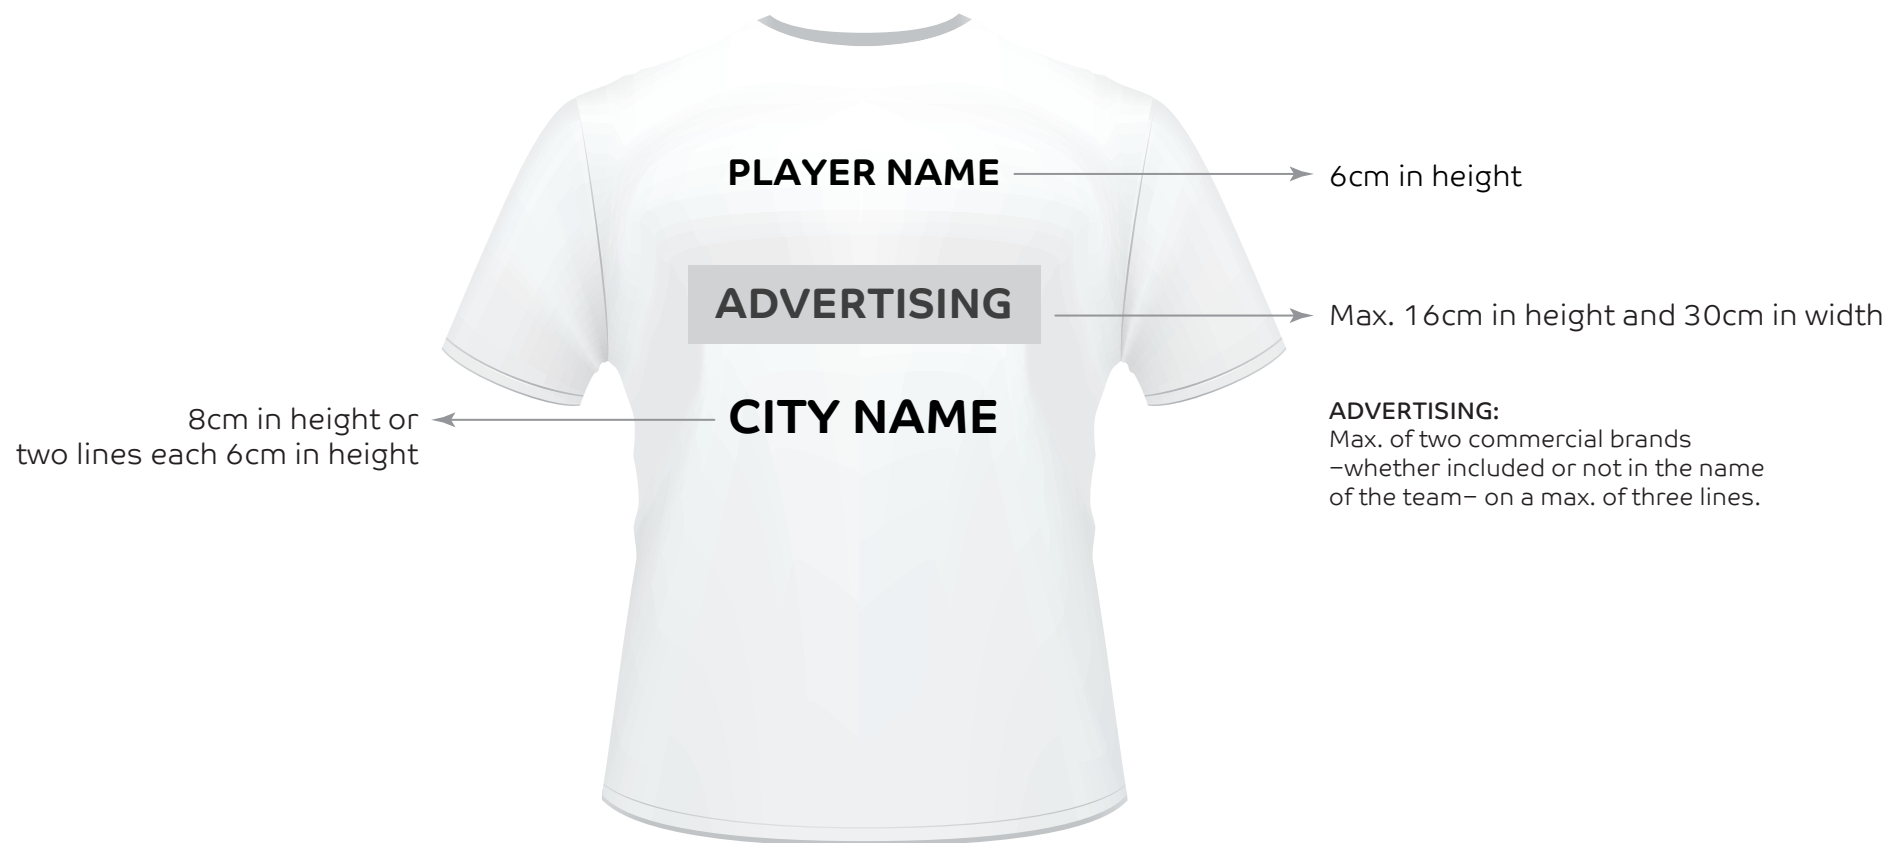 PLAYER NAME
6cm in height
ADVERTISING
Max. 16cm in height and 30cm in width
8cm in height or
two lines each 6cm in height
CITY NAME
ADVERTISING:
Max. of two commercial brands
–whether included or not in the name
of the team– on a max. of three lines.